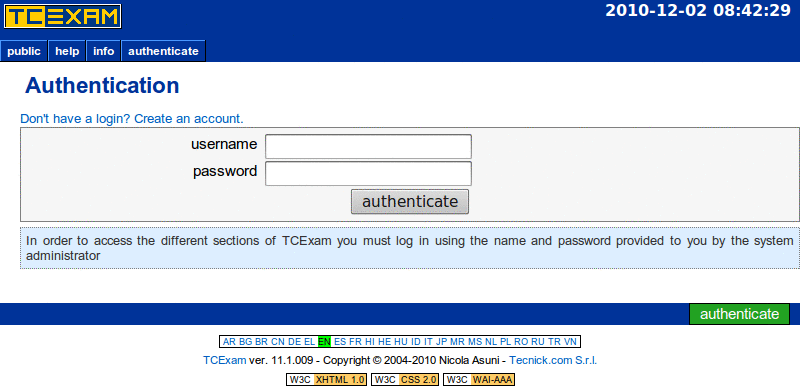 TCEXAM
2010-12-02 08:42:29
public help info authenticate
Authentication
Don't have a login? Create an account.
username
password
authenticate
In order to access the different sections of TCExam you must log in using the name and password provided to you by the system
administrator
authenticate
AR BG BR CN DE EL EN ES FR HI HE HU ID IT JP MR MS NL PL RO RU TR VN
TCExam ver. 11.1.009 - Copyright © 2004-2010 Nicola Asuni - Tecnick.com S.r.l.
W3C XHTML 1.0 W3C CSS 2.0 W3C WAI-AAA